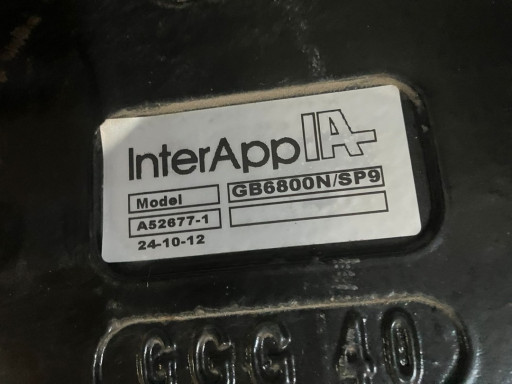 InterApp IA
Model GB6800N/SP9
A52677-1
24-10-12
GGG 40